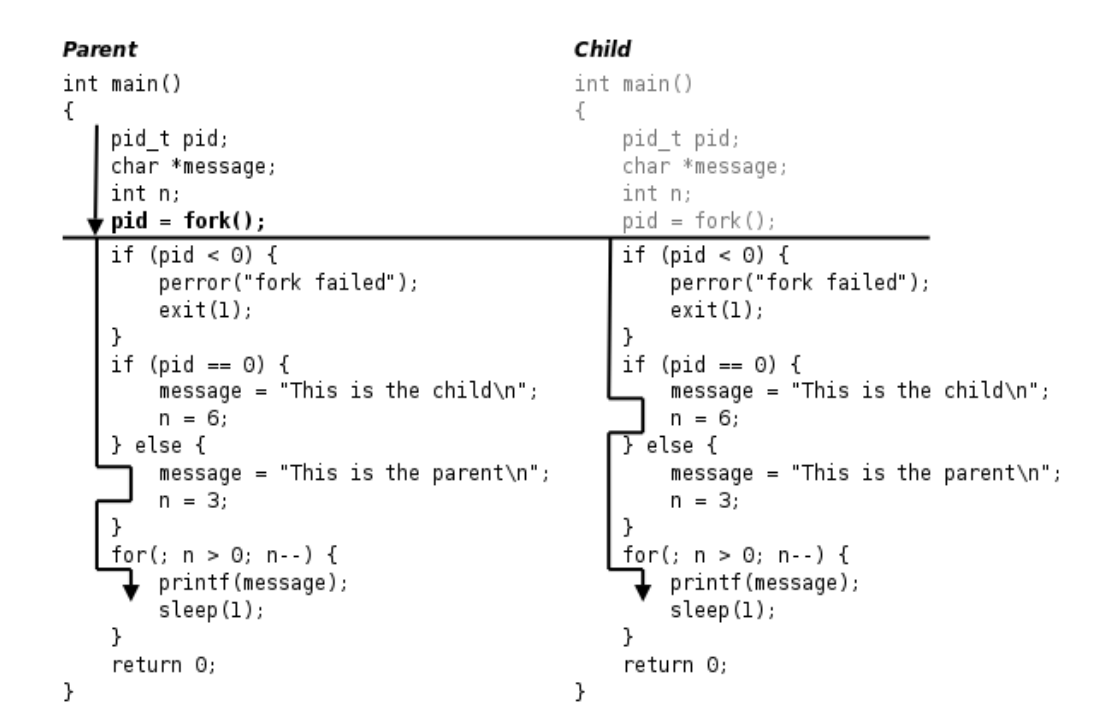 Parent
int main()
{
    pid_t pid;
    char *message;
    int n;
    pid = fork();
    if (pid < 0) {
        perror("fork failed");
        exit(1);
    }
    if (pid == 0) {
        message = "This is the child\n";
        n = 6;
    } else {
        message = "This is the parent\n";
        n = 3;
    }
    for(; n > 0; n--) {
        printf(message);
        sleep(1);
    }
    return 0;
}
Child
int main()
{
    pid_t pid;
    char *message;
    int n;
    pid = fork();
    if (pid < 0) {
        perror("fork failed");
        exit(1);
    }
    if (pid == 0) {
        message = "This is the child\n";
        n = 6;
    } else {
        message = "This is the parent\n";
        n = 3;
    }
    for(; n > 0; n--) {
        printf(message);
        sleep(1);
    }
    return 0;
}